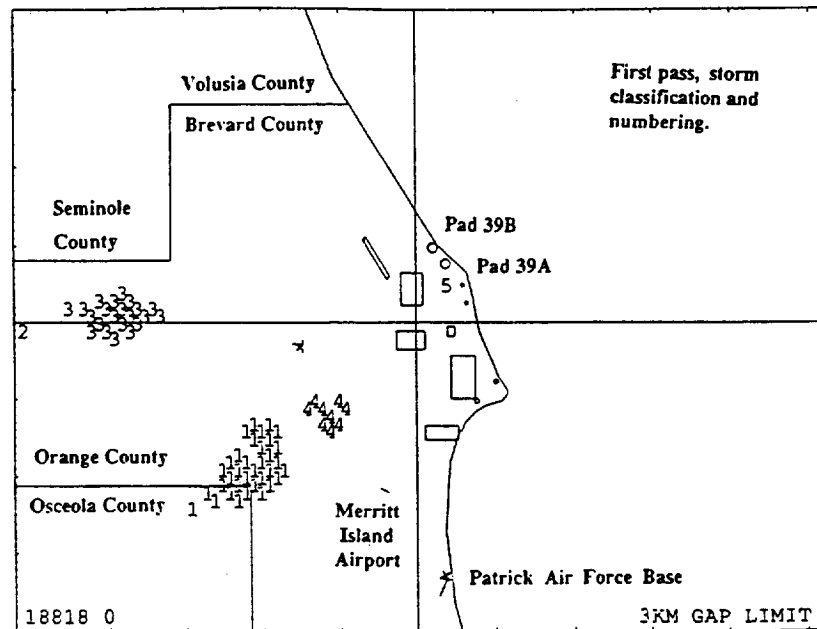 First pass, storm
classification and
numbering.
Volusia County
Brevard County
Seminole
County
Pad 39B
Pad 39A
5
2
Orange County
Osceola County
1
Merritt
Island
Airport
Patrick Air Force Base
18818 0
3KM GAP LIMIT